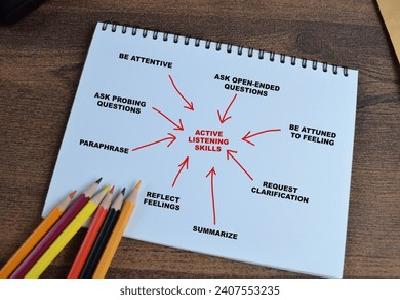 BE ATTENTIVE
ASK OPEN-ENDED
QUESTIONS
ASK PROBING
QUESTIONS
BE ATTUNED
TO FEELING
ACTIVE
LISTENING
SKILLS
PARAPHRASE
REQUEST
CLARIFICATION
REFLECT
FEELINGS
SUMMARIZE
shutterstock.com · 2407553235